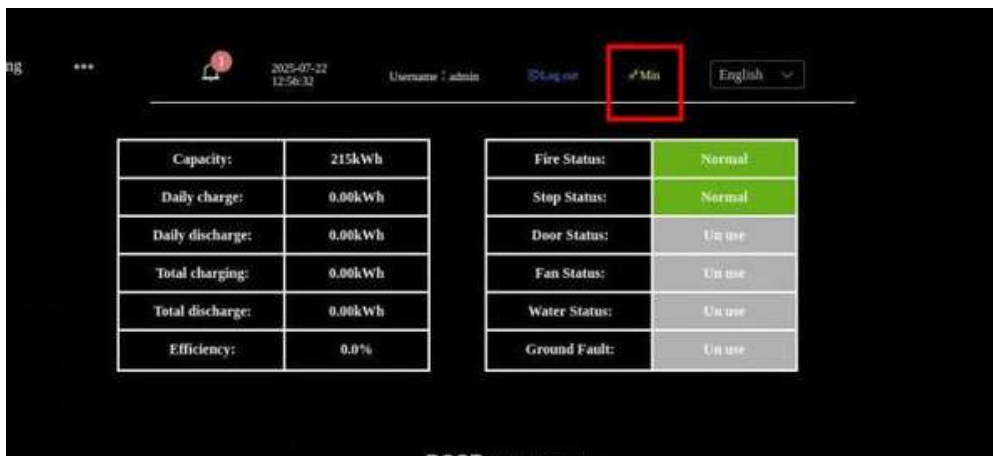 ng ••• 1 2025-07-22 Username : admin Log out Min English
12:56:32
Capacity: 215kWh Fire Status: Normal
Daily charge: 0.00kWh Stop Status: Normal
Daily discharge: 0.00kWh Door Status: Un use
Total charging: 0.00kWh Fan Status: Un use
Total discharge: 0.00kWh Water Status: Un use
Efficiency: 0.0% Ground Fault: Un use